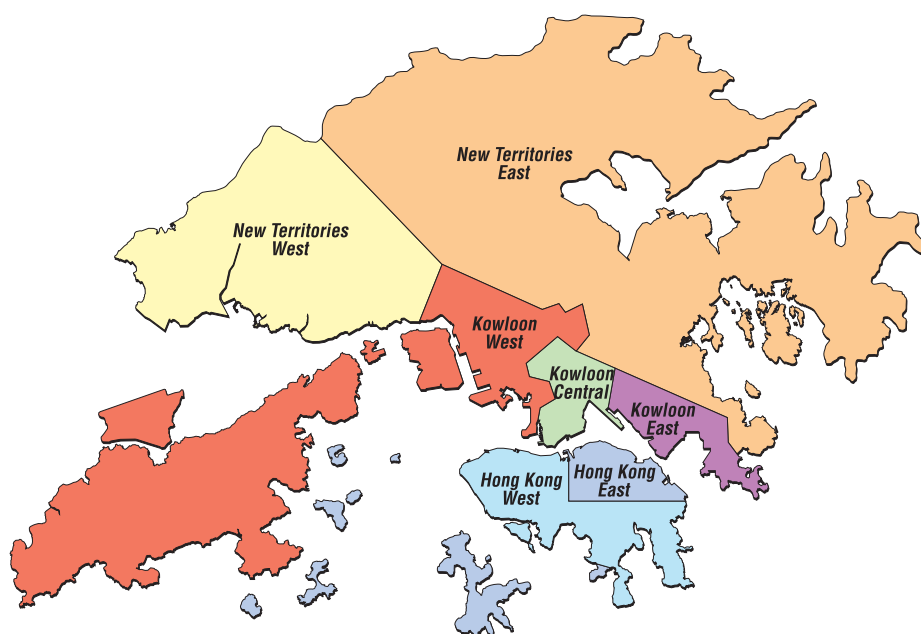 New Territories
East
New Territories
West
Kowloon
West
Kowloon
Central
Kowloon
East
Hong Kong
West
Hong Kong
East